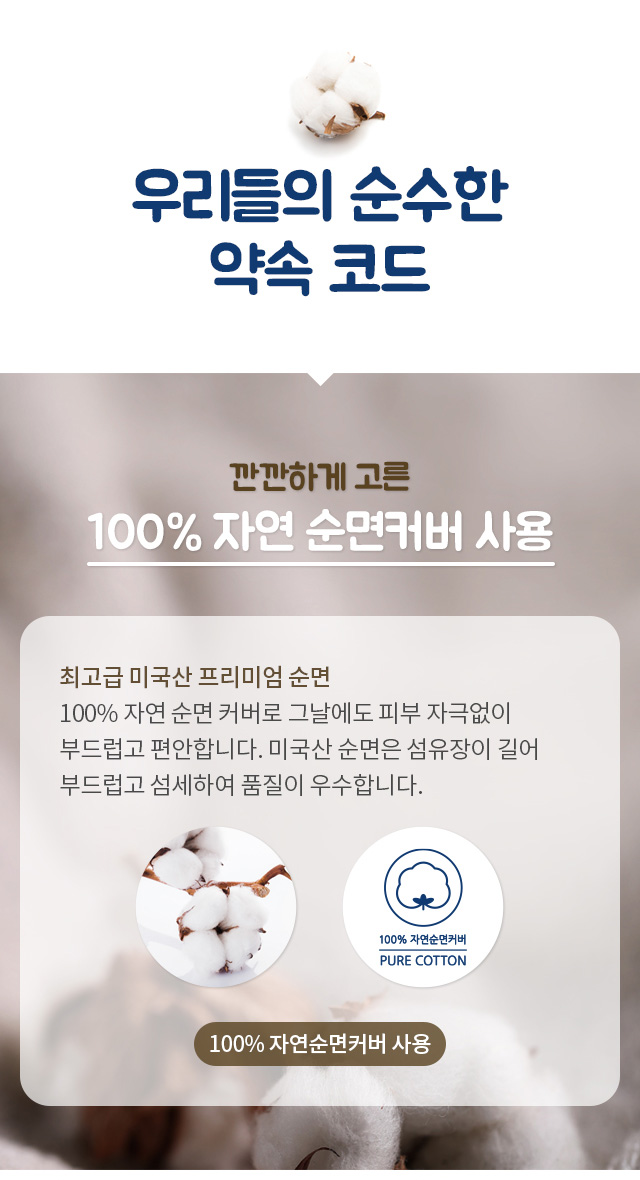 우리들의 순수한
약속 코드
깐깐하게 고른
100% 자연 순면커버 사용
최고급 미국산 프리미엄 순면
100% 자연 순면 커버로 그날에도 피부 자극없이
부드럽고 편안합니다. 미국산 순면은 섬유장이 길어
부드럽고 섬세하여 품질이 우수합니다.
100% 자연순면커버
PURE COTTON
100% 자연순면커버 사용